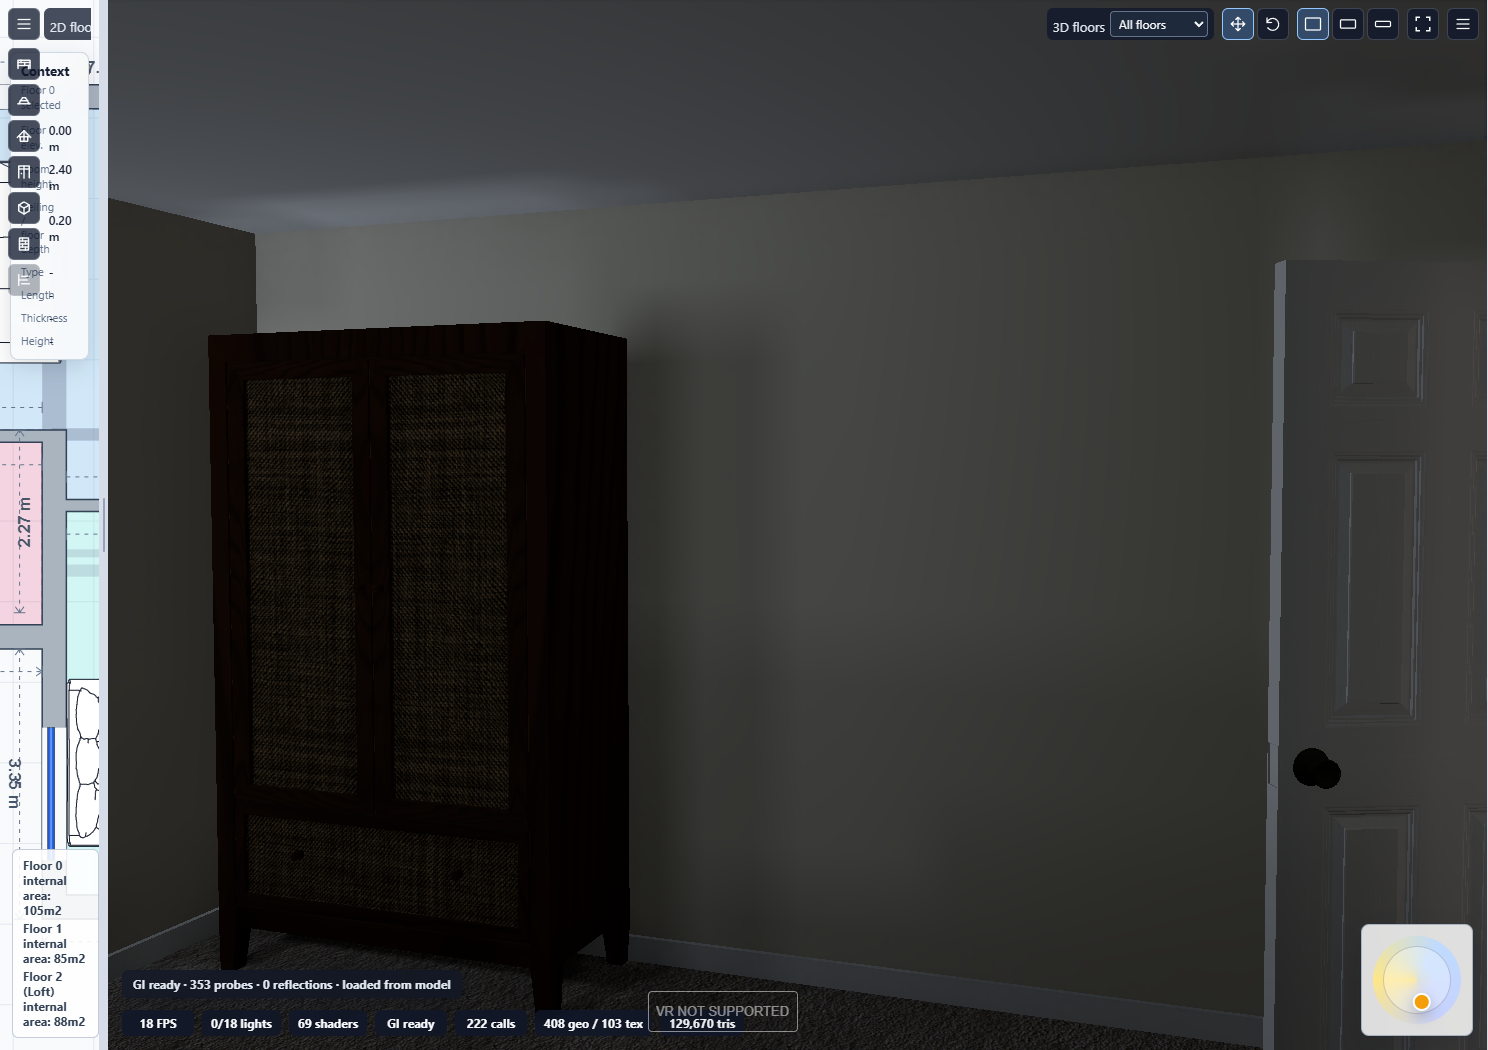 2D floo
3D floors
All floors
Context
Floor 0
selected
0.00
m
2.40
m
0.20
m
Type -
Length -
Thickness -
Height -
7.
2.27 m
3.35 m
Floor 0
internal
area:
105m2
Floor 1
internal
area: 85m2
Floor 2
(Loft)
internal
area: 88m2
GI ready · 353 probes · 0 reflections · loaded from model
18 FPS
0/18 lights
69 shaders
GI ready
222 calls
408 geo / 103 tex
129,670 tris
VR NOT SUPPORTED